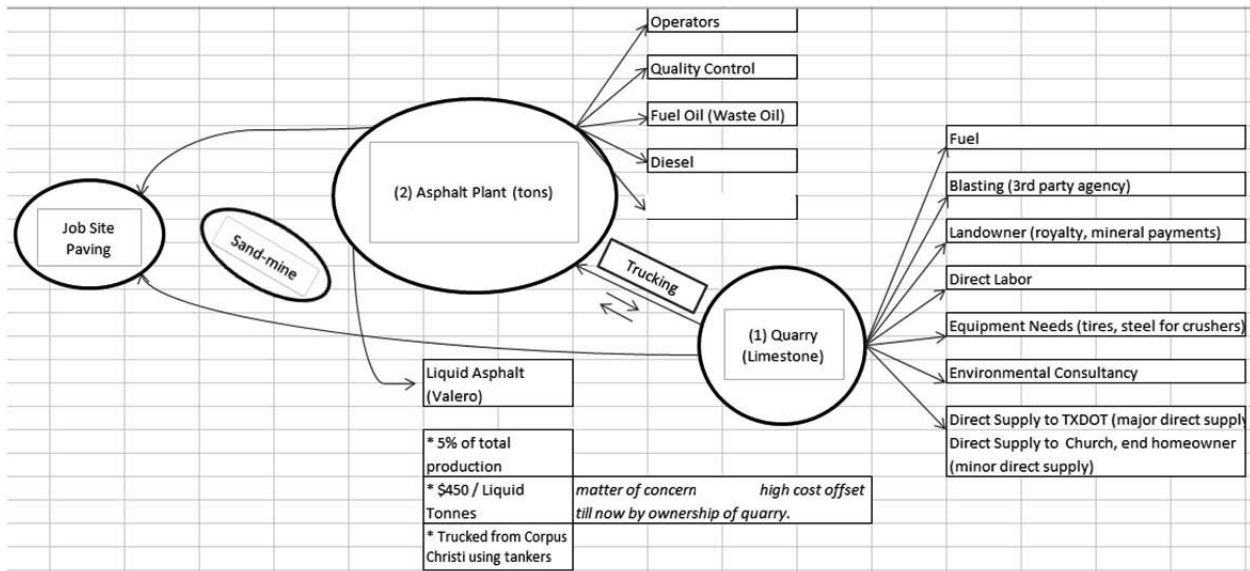 Operators
Quality Control
Fuel Oil (Waste Oil)
Diesel
(2) Asphalt Plant (tons)
Job Site
Paving
Sand-mine
Trucking
(1) Quarry
(Limestone)
Fuel
Blasting (3rd party agency)
Landowner (royalty, mineral payments)
Direct Labor
Equipment Needs (tires, steel for crushers)
Environmental Consultancy
Direct Supply to TXDOT (major direct supply
Direct Supply to Church, end homeowner
(minor direct supply)
Liquid Asphalt
(Valero)
* 5% of total
production
* $450 / Liquid
Tonnes
matter of concern high cost offset
till now by ownership of quarry.
* Trucked from Corpus
Christi using tankers